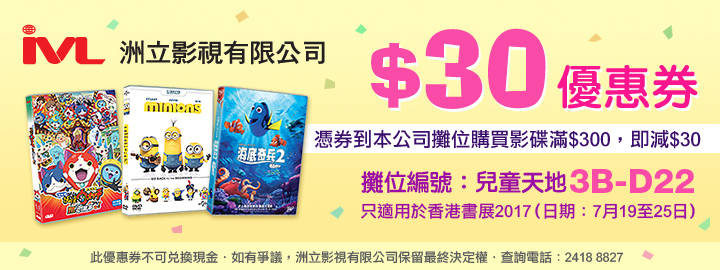 IVL 洲立影視有限公司
$30優惠券
minions
海底奇兵2
憑券到本公司攤位購買影碟滿$300，即減$30
攤位編號：兒童天地3B-D22
只適用於香港書展2017（日期：7月19至25日）
此優惠券不可兌換現金．如有爭議，洲立影視有限公司保留最終決定權．查詢電話：2418 8827